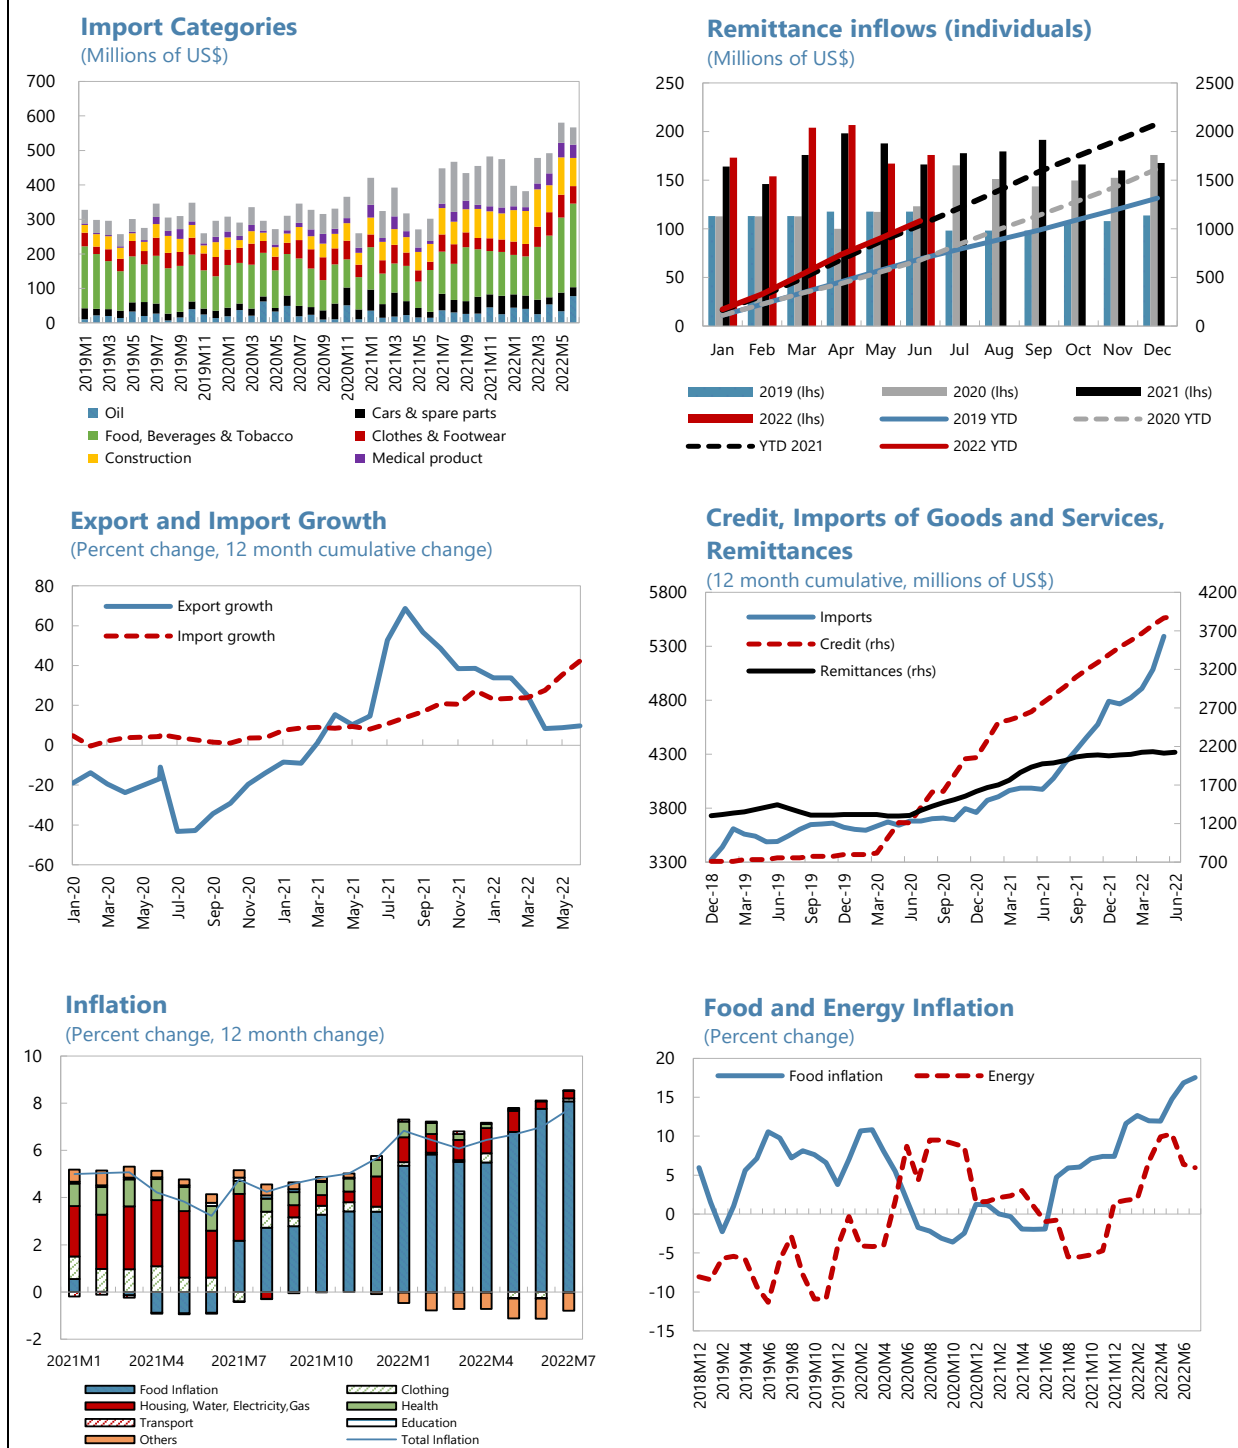 Import Categories
(Millions of US$)
700
600
500
400
300
200
100
0
2019M1
2019M3
2019M5
2019M7
2019M9
2019M11
2020M1
2020M3
2020M5
2020M7
2020M9
2020M11
2021M1
2021M3
2021M5
2021M7
2021M9
2021M11
2022M1
2022M3
2022M5
Oil
Cars & spare parts
Food, Beverages & Tobacco
Clothes & Footwear
Construction
Medical product
Remittance inflows (individuals)
(Millions of US$)
250
200
150
100
50
0
2500
2000
1500
1000
500
0
Jan Feb Mar Apr May Jun Jul Aug Sep Oct Nov Dec
2019 (lhs)
2020 (lhs)
2021 (lhs)
2022 (lhs)
2019 YTD
2020 YTD
YTD 2021
2022 YTD
Export and Import Growth
(Percent change, 12 month cumulative change)
80
60
40
20
0
-20
-40
-60
Export growth
Import growth
Jan-20
Mar-20
May-20
Jul-20
Sep-20
Nov-20
Jan-21
Mar-21
May-21
Jul-21
Sep-21
Nov-21
Jan-22
Mar-22
May-22
Credit, Imports of Goods and Services,
Remittances
(12 month cumulative, millions of US$)
5800
5300
4800
4300
3800
3300
4200
3700
3200
2700
2200
1700
1200
700
Imports
Credit (rhs)
Remittances (rhs)
Dec-18
Mar-19
Jun-19
Sep-19
Dec-19
Mar-20
Jun-20
Sep-20
Dec-20
Mar-21
Jun-21
Sep-21
Dec-21
Mar-22
Jun-22
Inflation
(Percent change, 12 month change)
10
8
6
4
2
0
-2
2021M1 2021M4 2021M7 2021M10 2022M1 2022M4 2022M7
Food Inflation
Clothing
Housing, Water, Electricity,Gas
Health
Transport
Education
Others
Total Inflation
Food and Energy Inflation
(Percent change)
20
15
10
5
0
-5
-10
-15
Food inflation
Energy
2018M12
2019M2
2019M4
2019M6
2019M8
2019M10
2019M12
2020M2
2020M4
2020M6
2020M8
2020M10
2020M12
2021M2
2021M4
2021M6
2021M8
2021M10
2021M12
2022M2
2022M4
2022M6